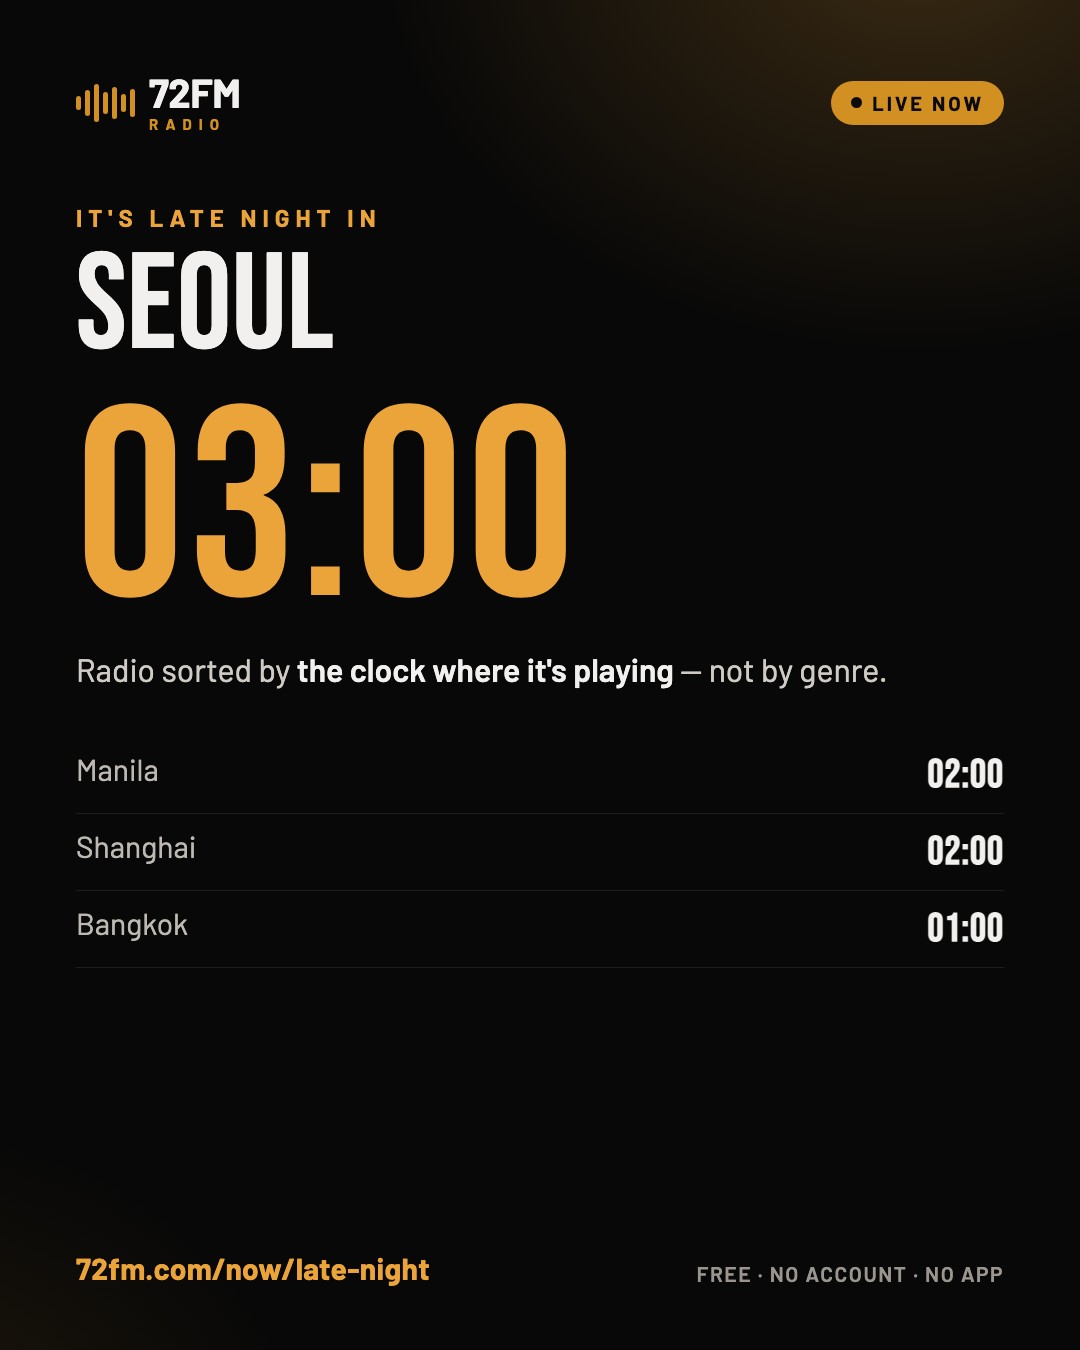 72FM
RADIO
LIVE NOW
IT'S LATE NIGHT IN
SEOUL
03:00
Radio sorted by the clock where it's playing — not by genre.
Manila 02:00
Shanghai 02:00
Bangkok 01:00
72fm.com/now/late-night
FREE · NO ACCOUNT · NO APP